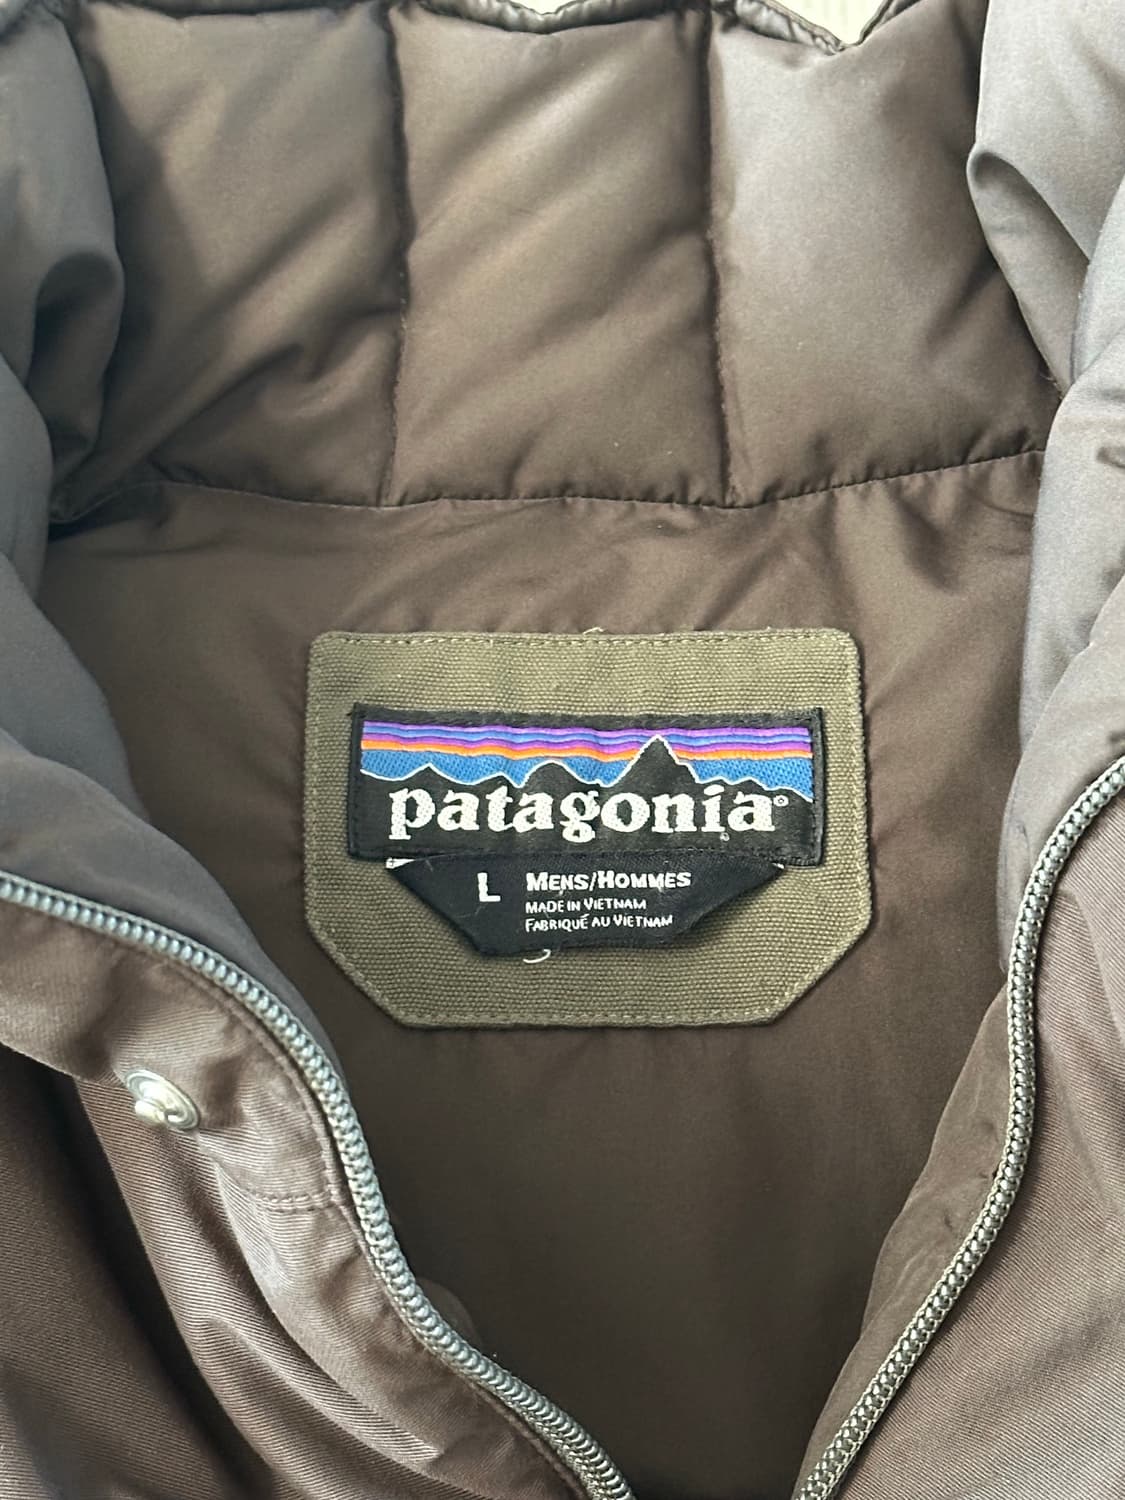 patagonia®
L
MENS/HOMMES
MADE IN VIETNAM
FABRIQUÉ AU VIETNAM